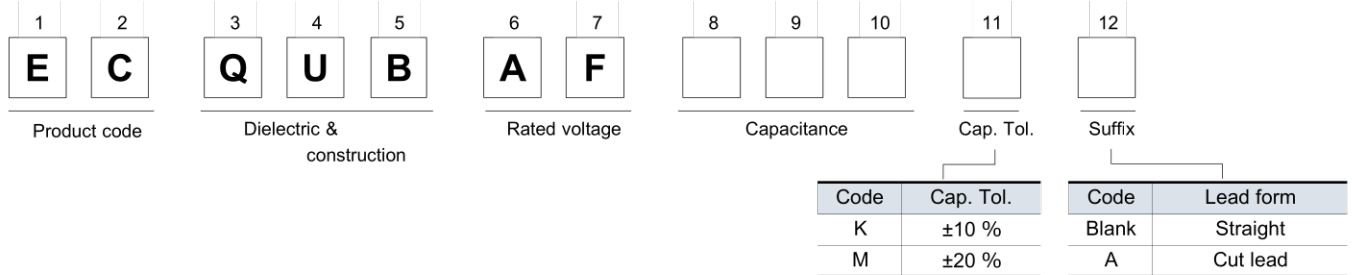 1 2 3 4 5 6 7 8 9 10 11 12
E C Q U B A F
Product code Dielectric & Rated voltage Capacitance Cap. Tol. Suffix
construction
Code Cap. Tol. Code Lead form
K ±10 % Blank Straight
M ±20 % A Cut lead